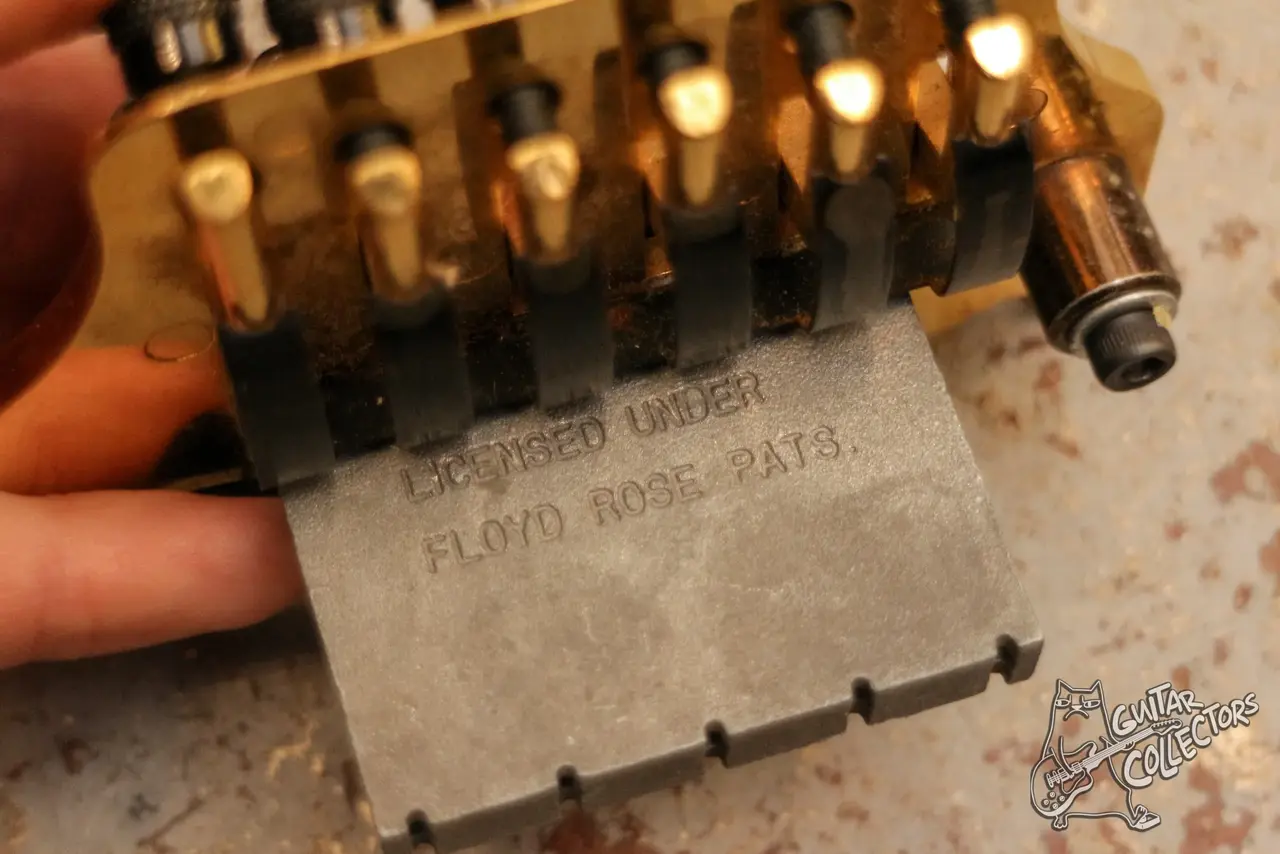 LICENSED UNDER
FLOYD ROSE PATS.
GUITAR
COLLECTORS